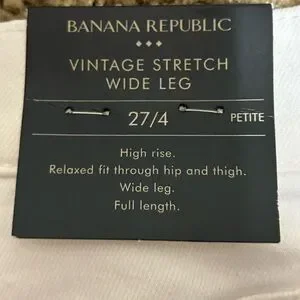 BANANA REPUBLIC
VINTAGE STRETCH
WIDE LEG
27/4 PETITE
High rise.
Relaxed fit through hip and thigh.
Wide leg.
Full length.